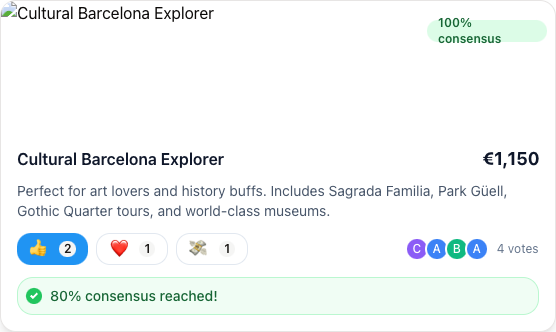 Cultural Barcelona Explorer
100%
consensus
Cultural Barcelona Explorer
€1,150
Perfect for art lovers and history buffs. Includes Sagrada Familia, Park Güell,
Gothic Quarter tours, and world-class museums.
👍 2 ❤️ 1 💸 1
C A B A 4 votes
80% consensus reached!